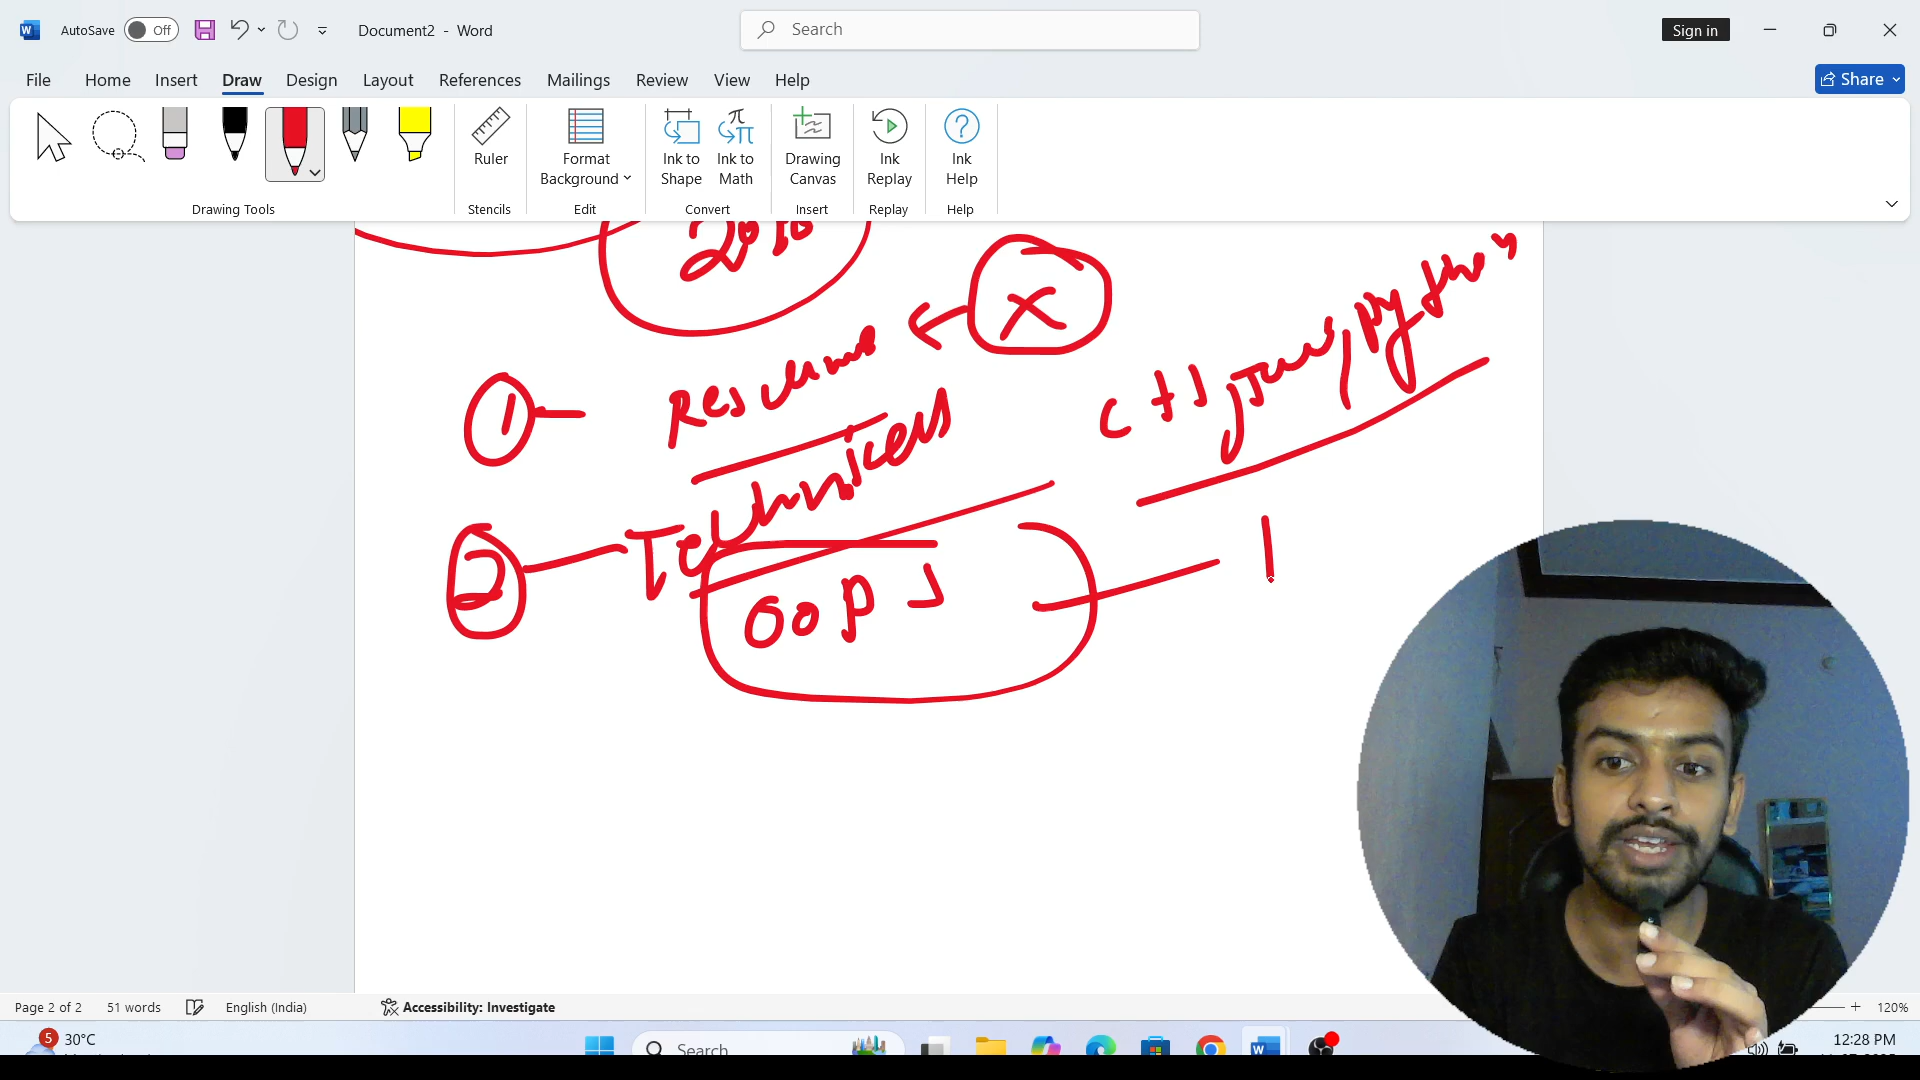 AutoSave Off Document2 - Word Search Sign in
File Home Insert Draw Design Layout References Mailings Review View Help Share
Ruler Format Background Ink to Shape Ink to Math Drawing Canvas Ink Replay Ink Help
Drawing Tools Stencils Edit Convert Insert Replay Help
X
1 Resume
C++, Java, Python
2 Technical
OOPS
Page 2 of 2 51 words English (India) Accessibility: Investigate 120%
5 30°C Search 12:28 PM